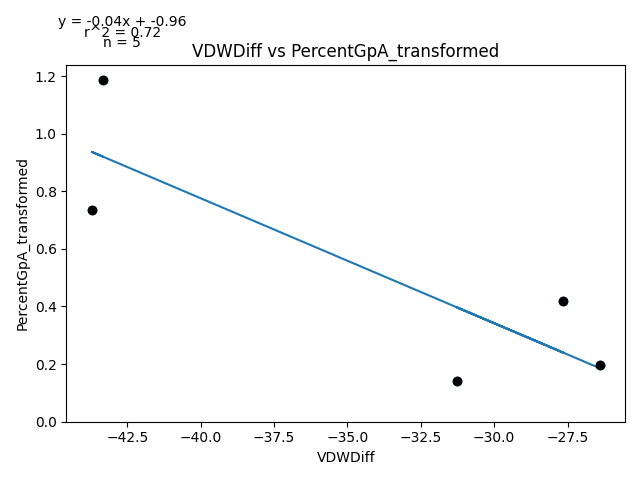 y = -0.04x + -0.96
r^2 = 0.72
n = 5
VDWDiff vs PercentGpA_transformed
1.2
1.0
0.8
0.6
0.4
0.2
0.0
PercentGpA_transformed
−42.5 −40.0 −37.5 −35.0 −32.5 −30.0 −27.5
VDWDiff